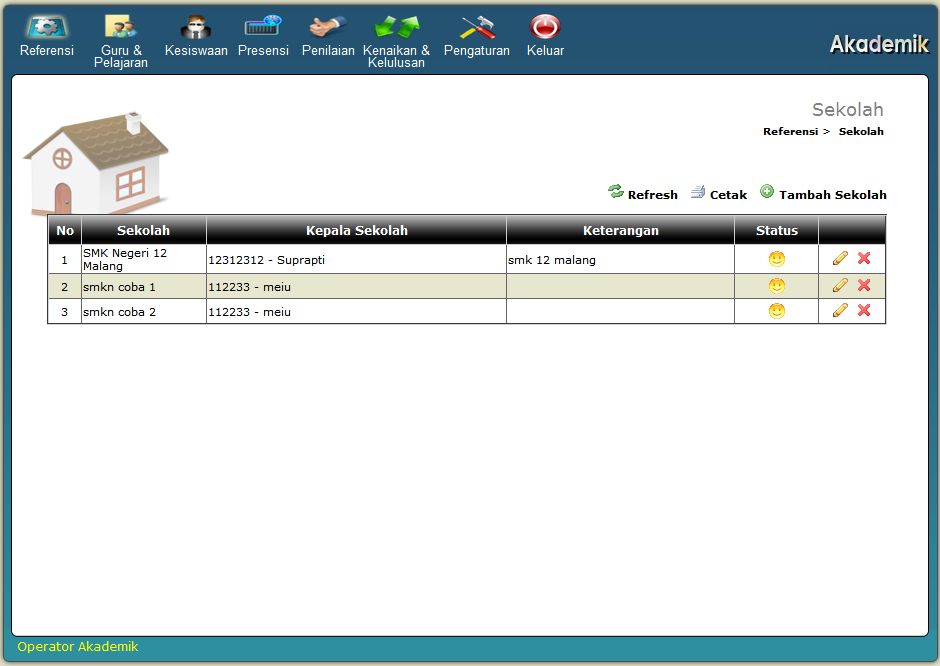 Referensi
Guru &
Pelajaran
Kesiswaan
Presensi
Penilaian
Kenaikan &
Kelulusan
Pengaturan
Keluar
Akademik
Sekolah
Referensi > Sekolah
Refresh Cetak Tambah Sekolah
No Sekolah Kepala Sekolah Keterangan Status
1 SMK Negeri 12
Malang 12312312 - Suprapti smk 12 malang
2 smkn coba 1 112233 - meiu
3 smkn coba 2 112233 - meiu
Operator Akademik